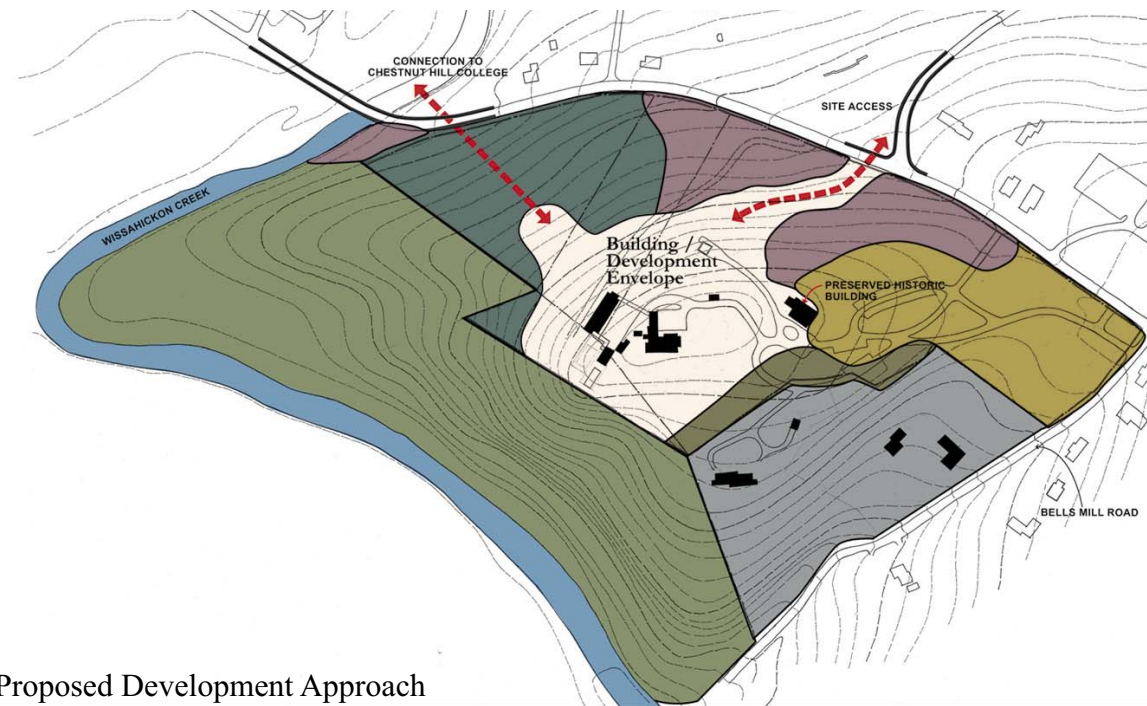 CONNECTION TO
CHESTNUT HILL COLLEGE
SITE ACCESS
WISSAHICKON CREEK
Building /
Development
Envelope
PRESERVED HISTORIC
BUILDING
BELLS MILL ROAD
Proposed Development Approach